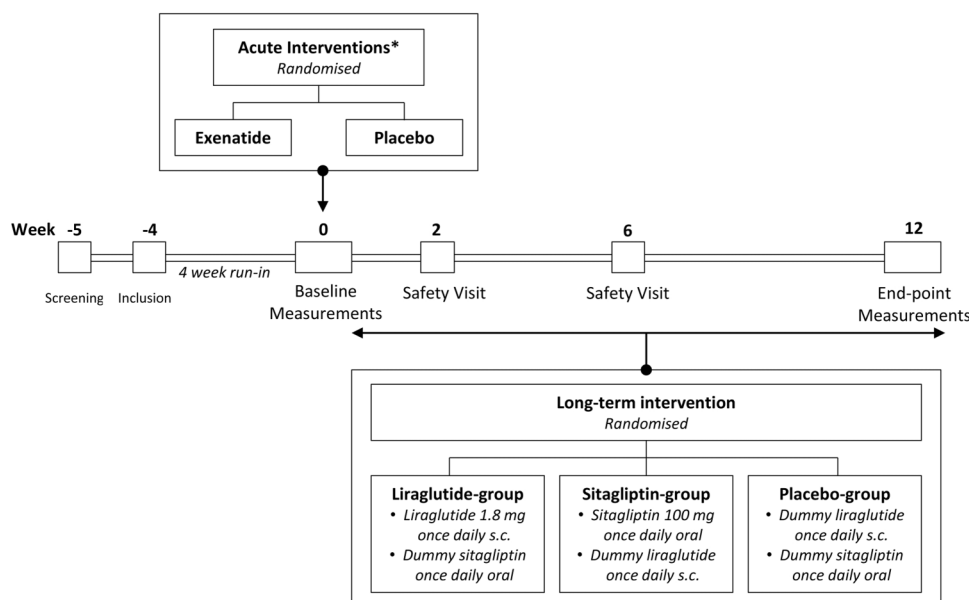 Acute Interventions*
Randomised
Exenatide
Placebo
Week -5 -4 0 2 6 12
4 week run-in
Screening
Inclusion
Baseline
Measurements
Safety Visit
Safety Visit
End-point
Measurements
Long-term intervention
Randomised
Liraglutide-group
• Liraglutide 1.8 mg
once daily s.c.
• Dummy sitagliptin
once daily oral
Sitagliptin-group
• Sitagliptin 100 mg
once daily oral
• Dummy liraglutide
once daily s.c.
Placebo-group
• Dummy liraglutide
once daily s.c.
• Dummy sitagliptin
once daily oral